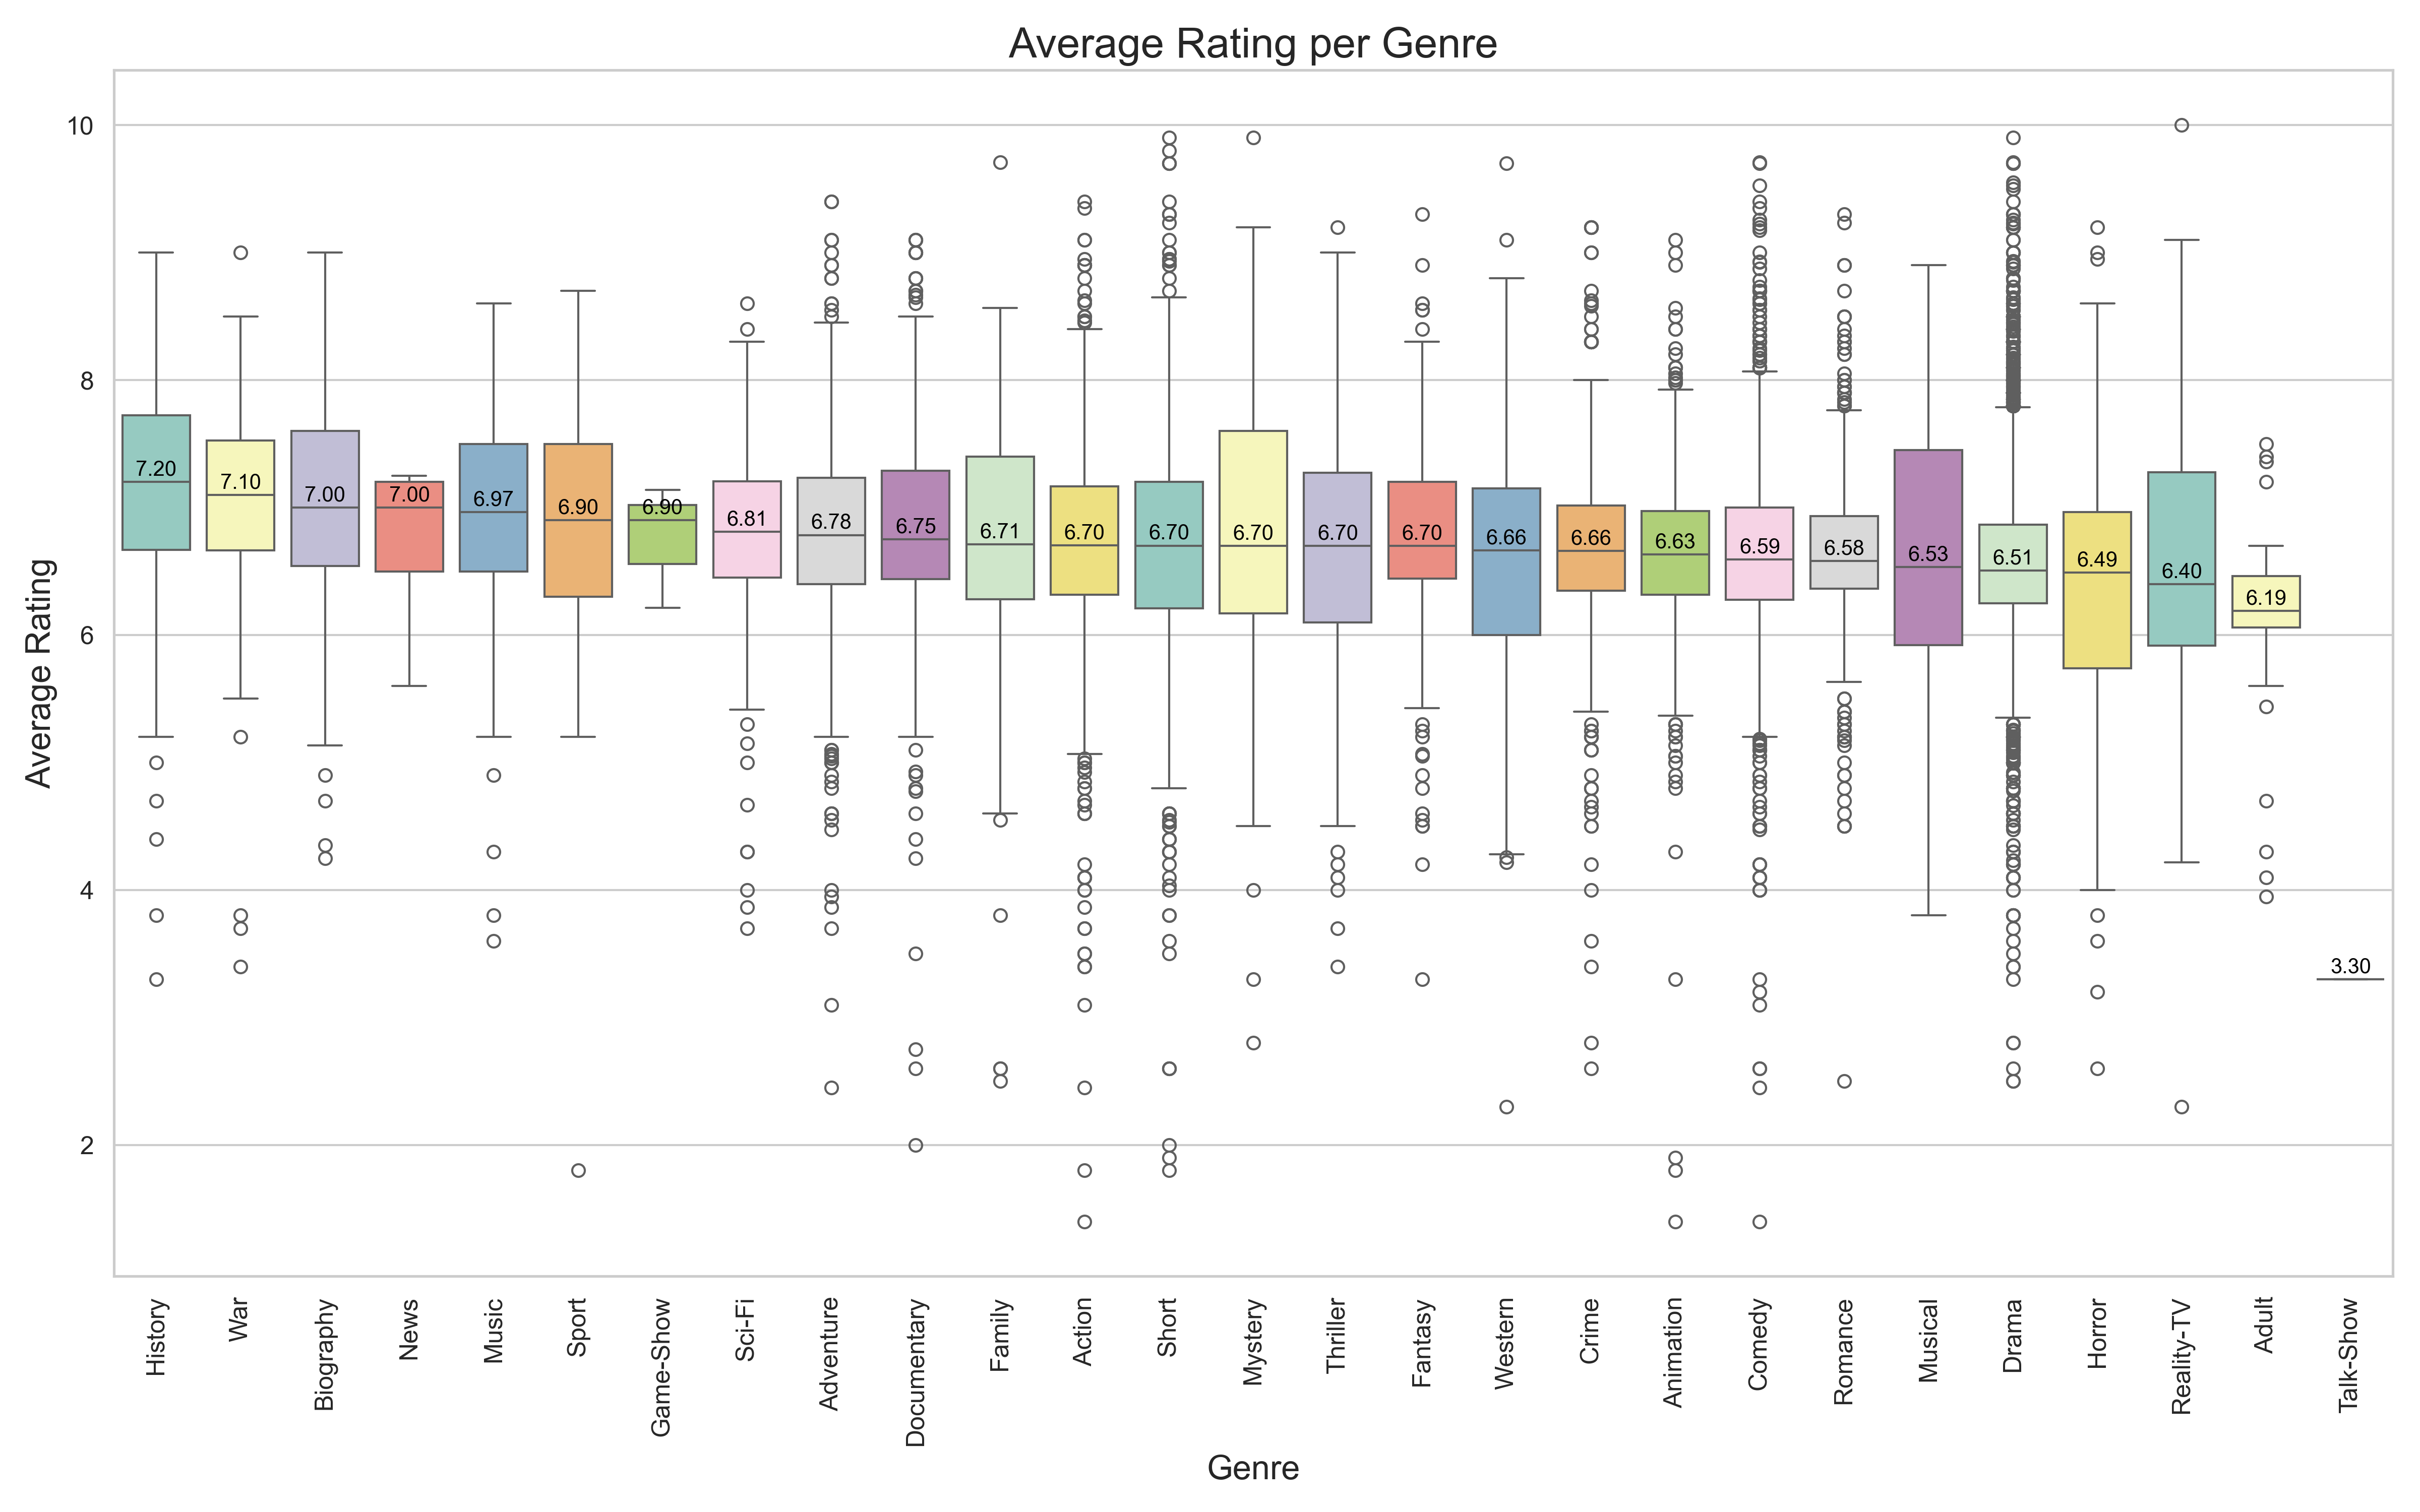 Average Rating per Genre
Average Rating
10
8
6
4
2
7.20
7.10
7.00
7.00
6.97
6.90
6.90
6.81
6.78
6.75
6.71
6.70
6.70
6.70
6.70
6.70
6.66
6.66
6.63
6.59
6.58
6.53
6.51
6.49
6.40
6.19
3.30
History
War
Biography
News
Music
Sport
Game-Show
Sci-Fi
Adventure
Documentary
Family
Action
Short
Mystery
Thriller
Fantasy
Western
Crime
Animation
Comedy
Romance
Musical
Drama
Horror
Reality-TV
Adult
Talk-Show
Genre